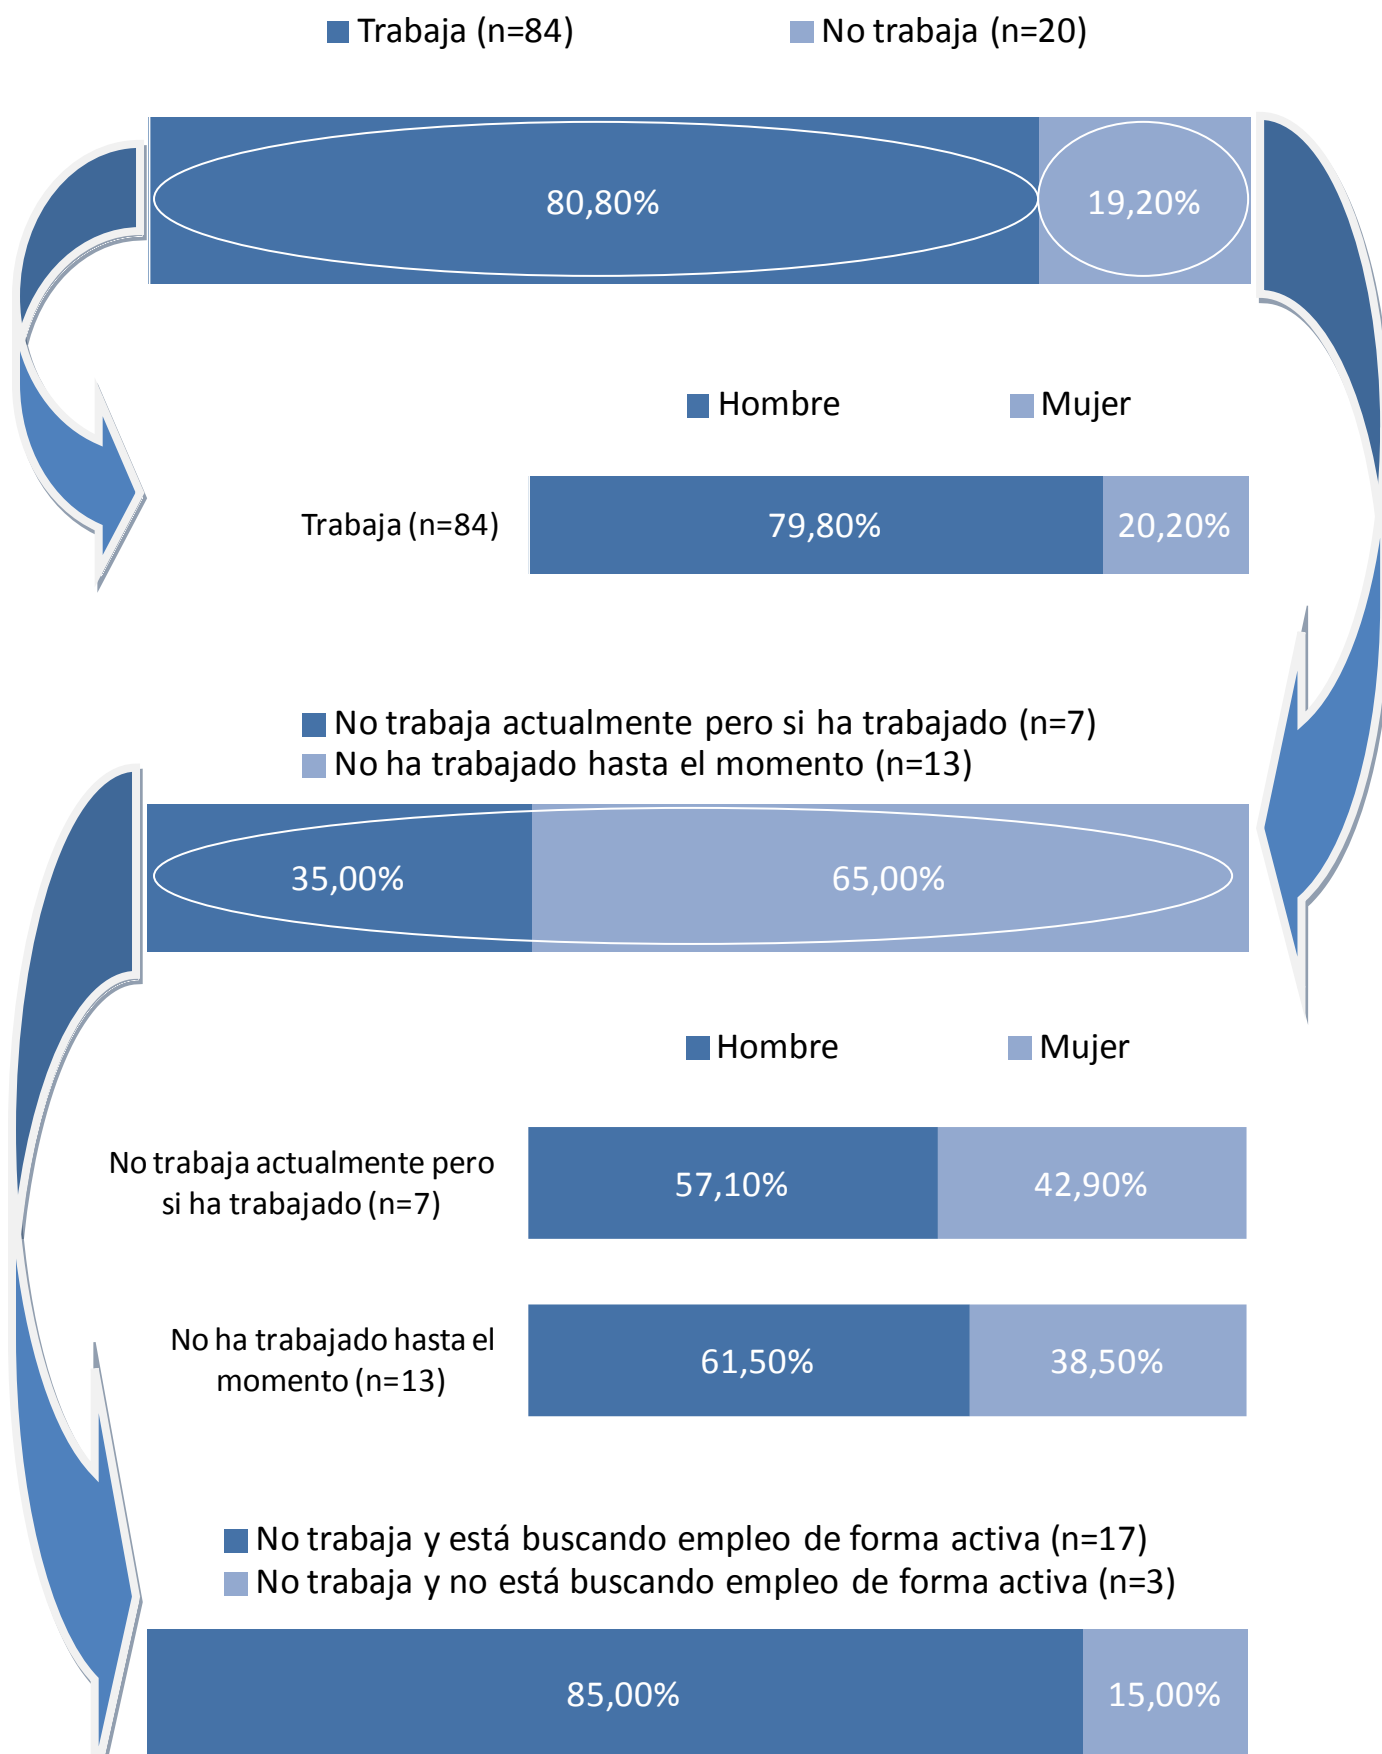 Trabaja (n=84) No trabaja (n=20)
80,80% 19,20%
Hombre Mujer
Trabaja (n=84) 79,80% 20,20%
No trabaja actualmente pero si ha trabajado (n=7)
No ha trabajado hasta el momento (n=13)
35,00% 65,00%
Hombre Mujer
No trabaja actualmente pero
si ha trabajado (n=7)
57,10% 42,90%
No ha trabajado hasta el
momento (n=13)
61,50% 38,50%
No trabaja y está buscando empleo de forma activa (n=17)
No trabaja y no está buscando empleo de forma activa (n=3)
85,00% 15,00%